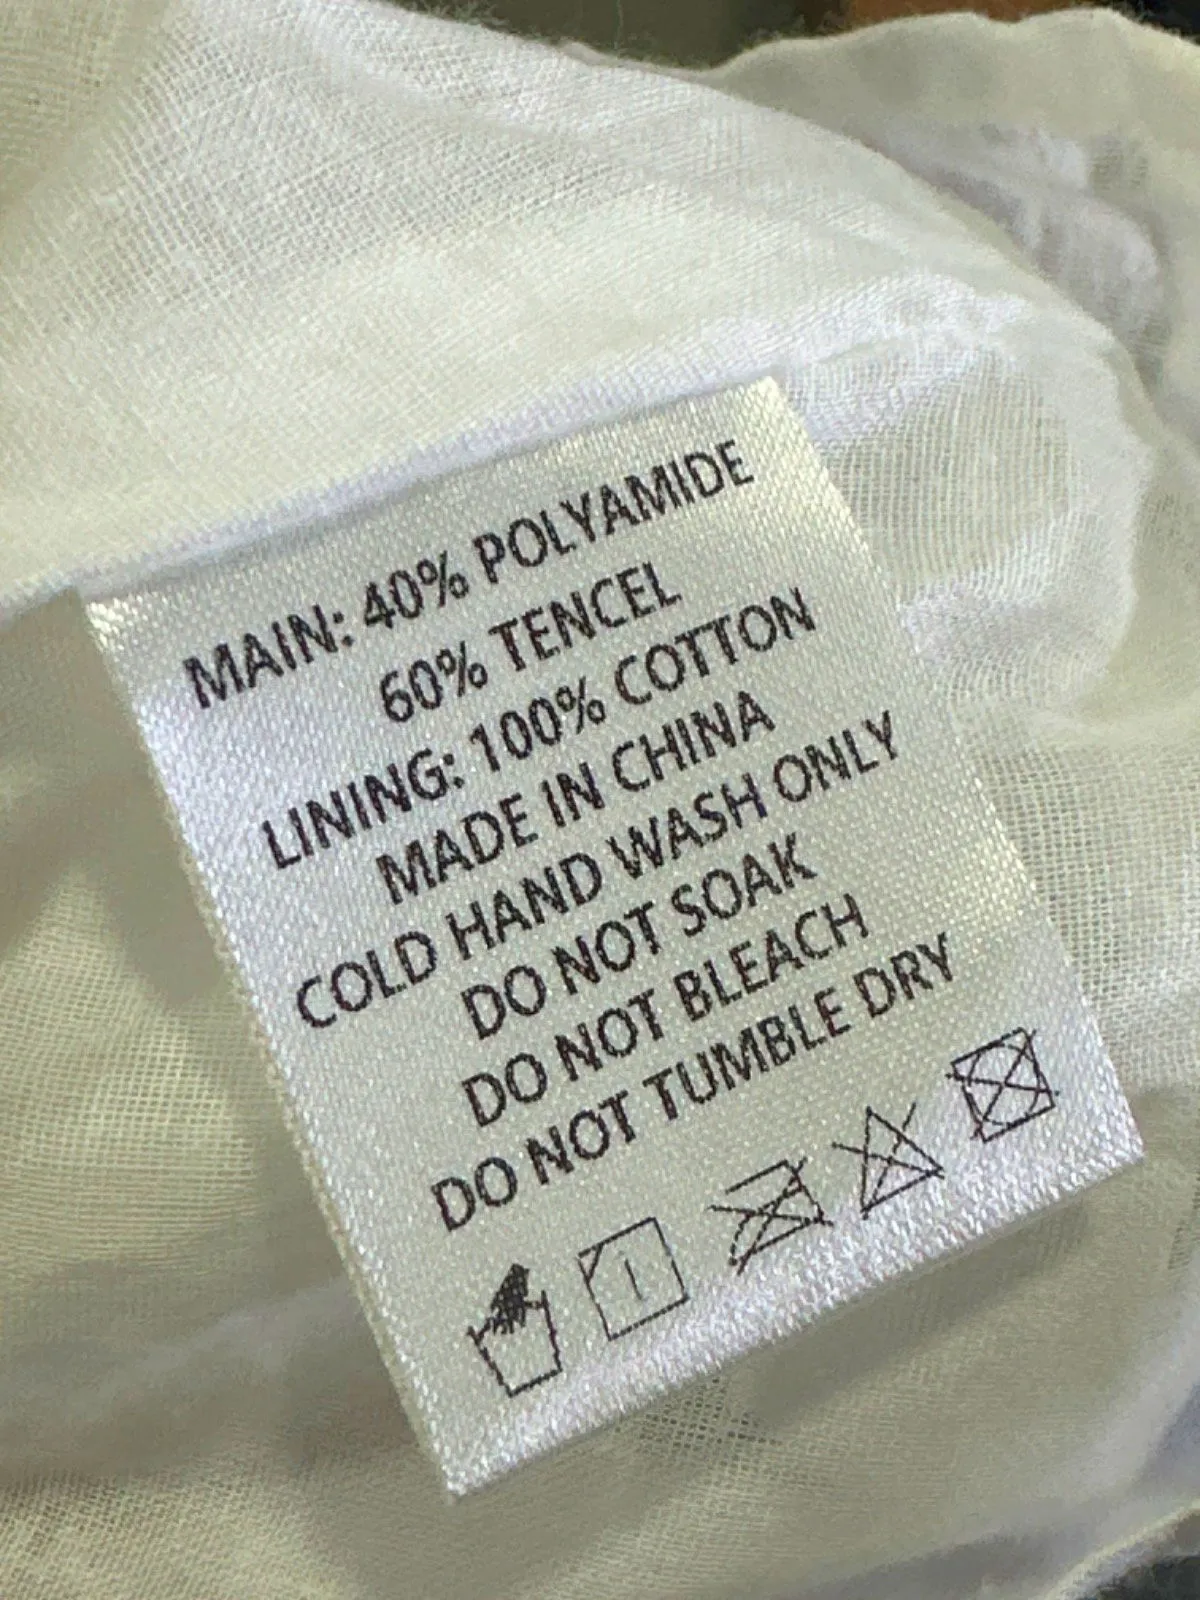 MAIN: 40% POLYAMIDE
60% TENCEL
LINING: 100% COTTON
MADE IN CHINA
COLD HAND WASH ONLY
DO NOT SOAK
DO NOT BLEACH
DO NOT TUMBLE DRY